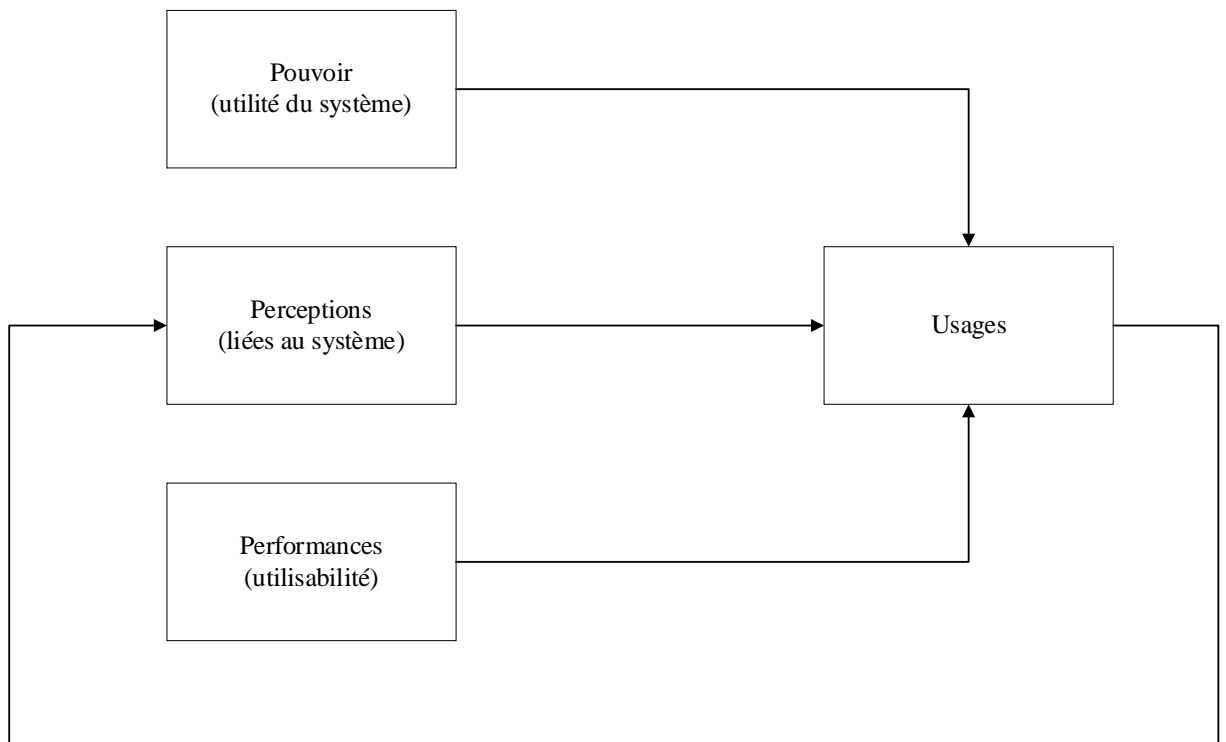 Pouvoir
(utilité du système)
Perceptions
(liées au système)
Usages
Performances
(utilisabilité)